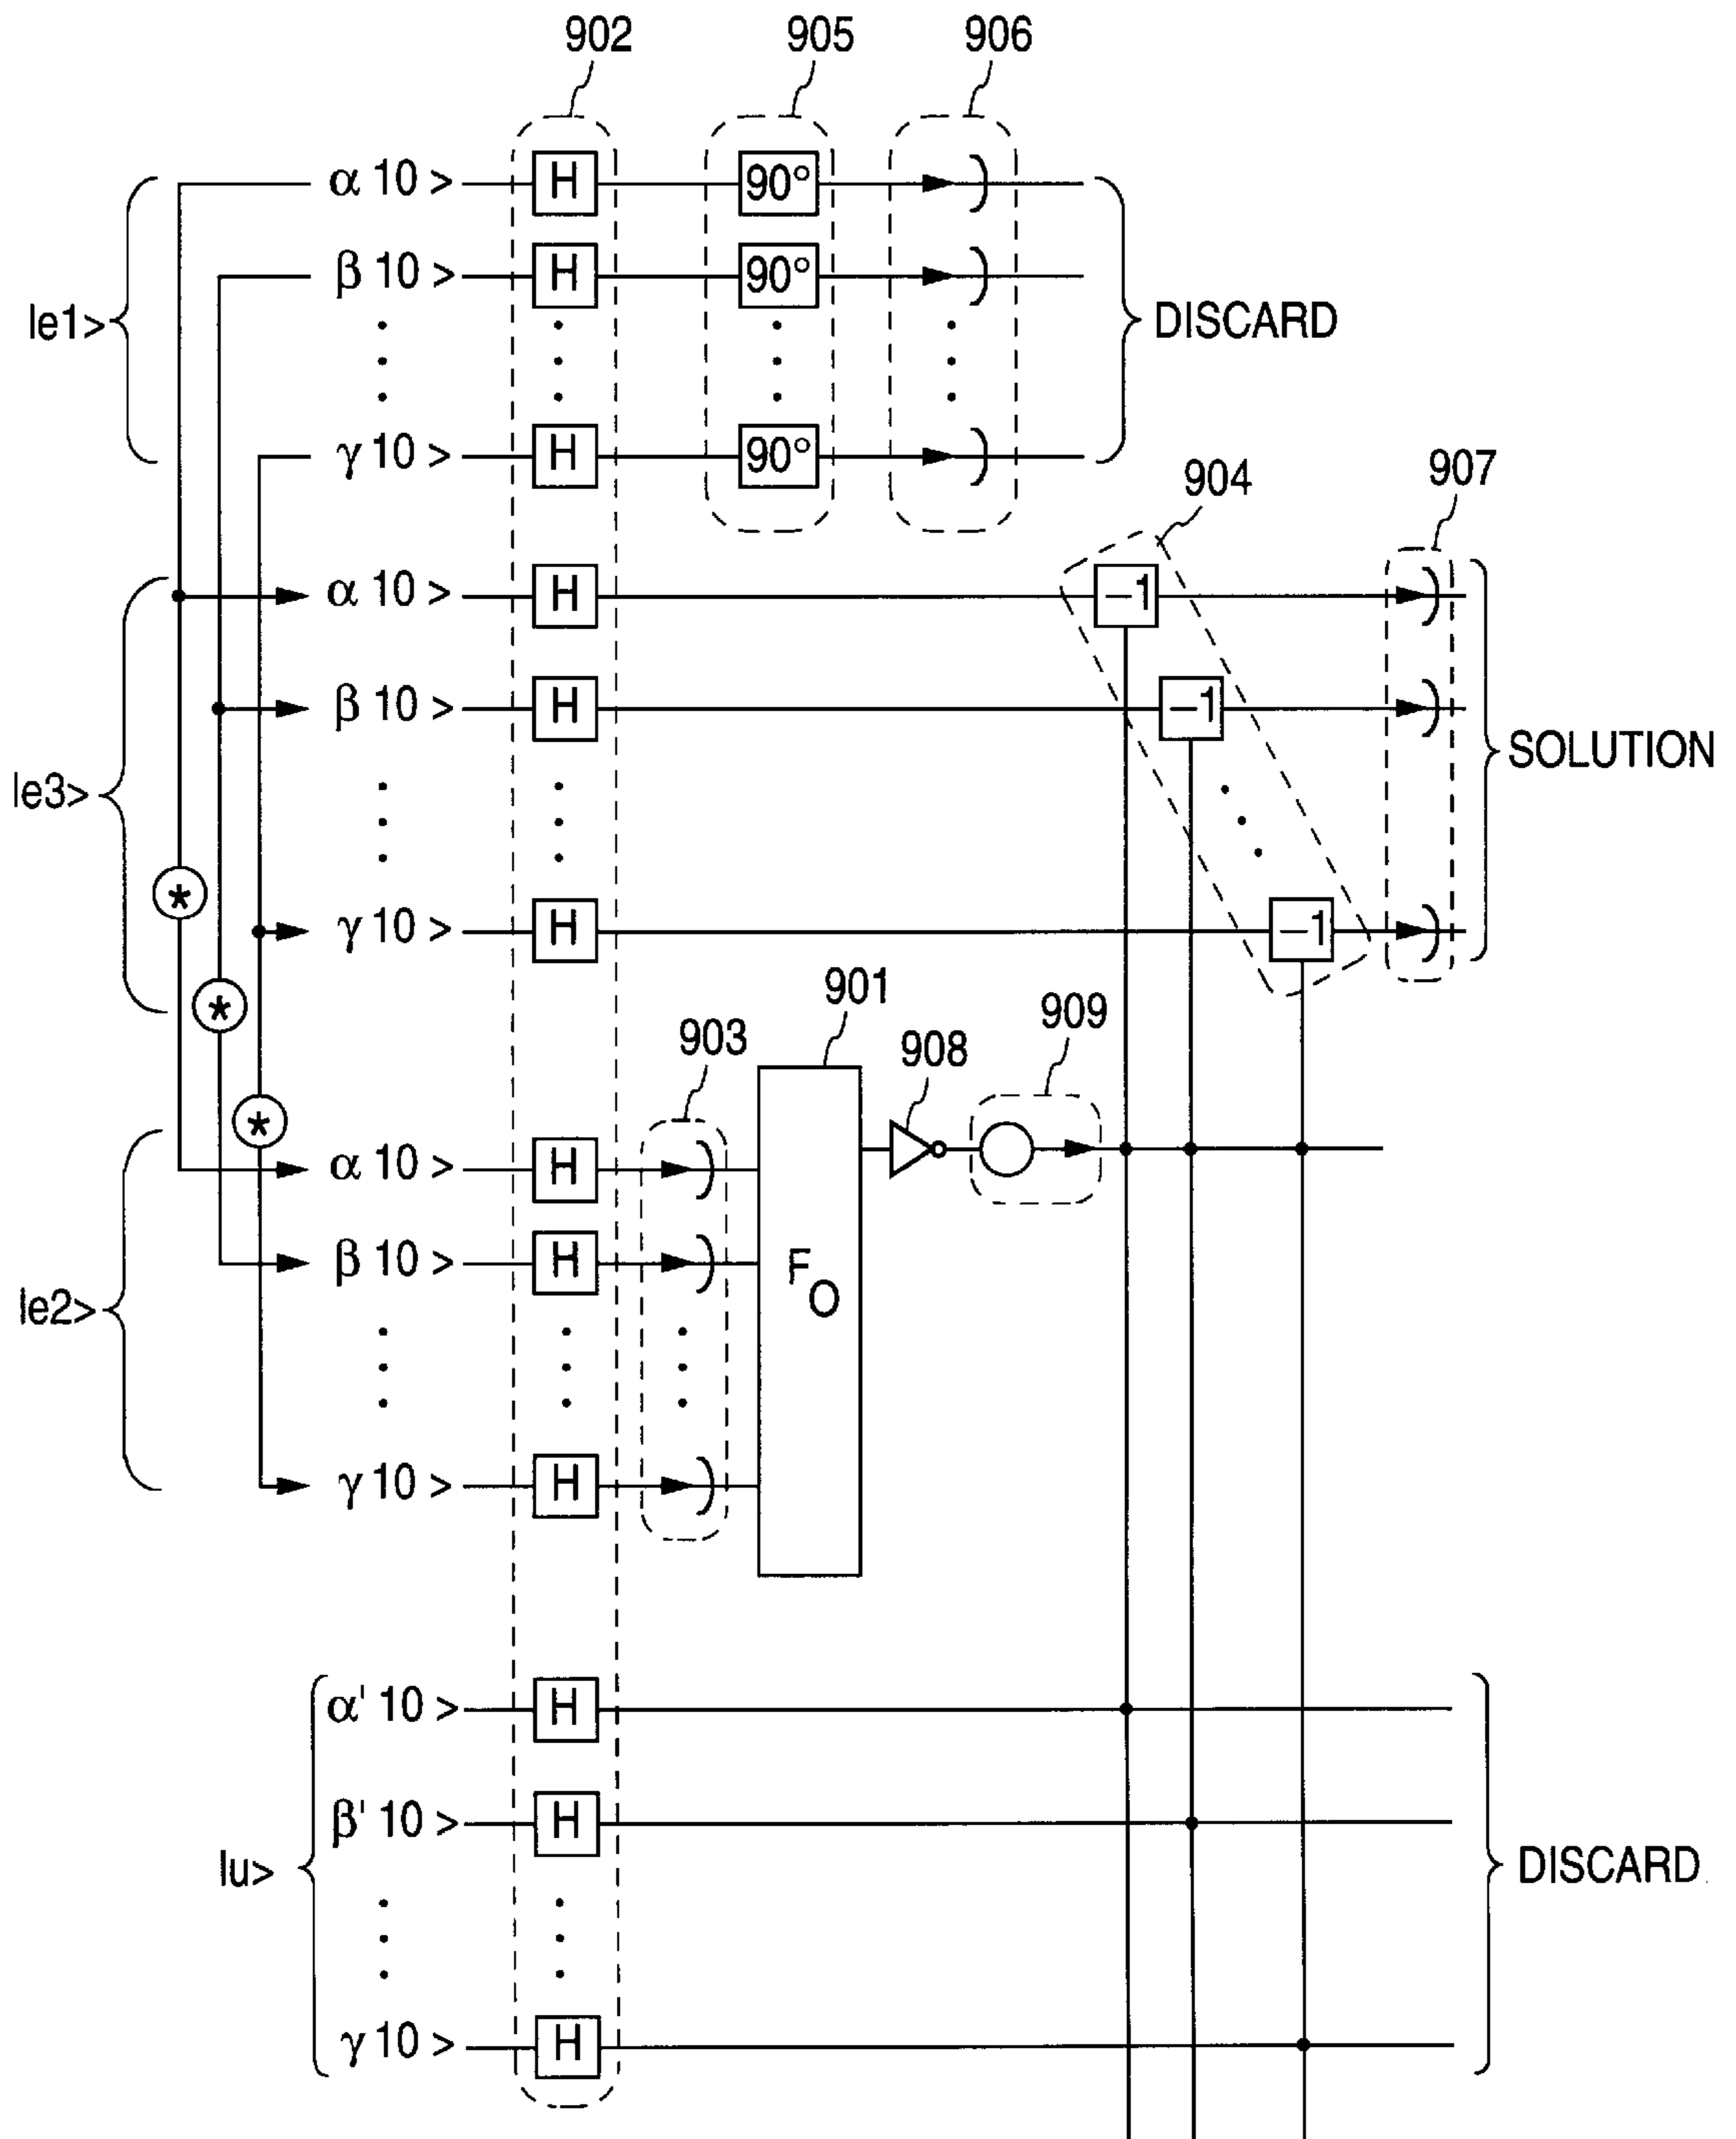 902 905 906
α 10 > H 90°
β 10 > H 90°
le1> DISCARD
γ 10 > H 90°
904 907
α 10 > H −1
β 10 > H −1
SOLUTION
le3>
*
γ 10 > H −1
*
901
903 908 909
*
α 10 > H
β 10 > H
FO
le2>
γ 10 > H
α' 10 > H
β' 10 > H
lu> DISCARD
γ 10 > H